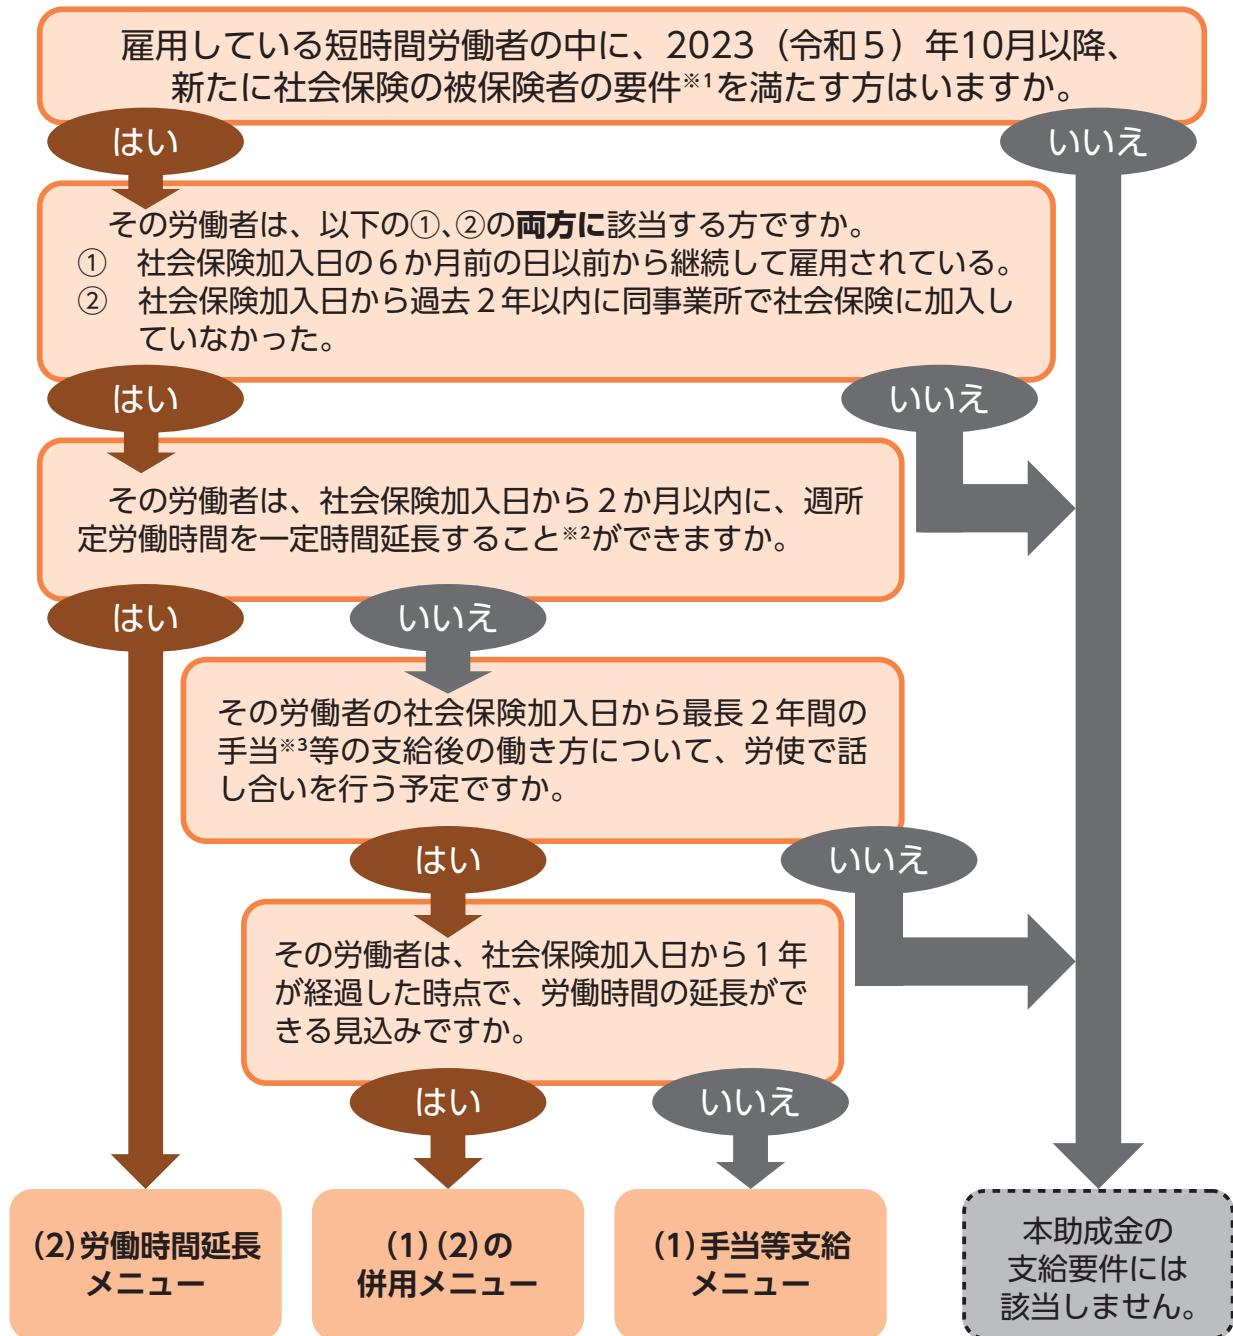 雇用している短時間労働者の中に、2023（令和５）年10月以降、
新たに社会保険の被保険者の要件※1を満たす方はいますか。
はい
いいえ
その労働者は、以下の①、②の両方に該当する方ですか。
①　社会保険加入日の６か月前の日以前から継続して雇用されている。
②　社会保険加入日から過去２年以内に同事業所で社会保険に加入し
ていなかった。
はい
いいえ
その労働者は、社会保険加入日から２か月以内に、週所
定労働時間を一定時間延長すること※2ができますか。
はい
いいえ
その労働者の社会保険加入日から最長２年間の
手当※3等の支給後の働き方について、労使で話
し合いを行う予定ですか。
はい
いいえ
その労働者は、社会保険加入日から１年
が経過した時点で、労働時間の延長がで
きる見込みですか。
はい
いいえ
(2)労働時間延長
メニュー
(1)(2)の
併用メニュー
(1)手当等支給
メニュー
本助成金の
支給要件には
該当しません。